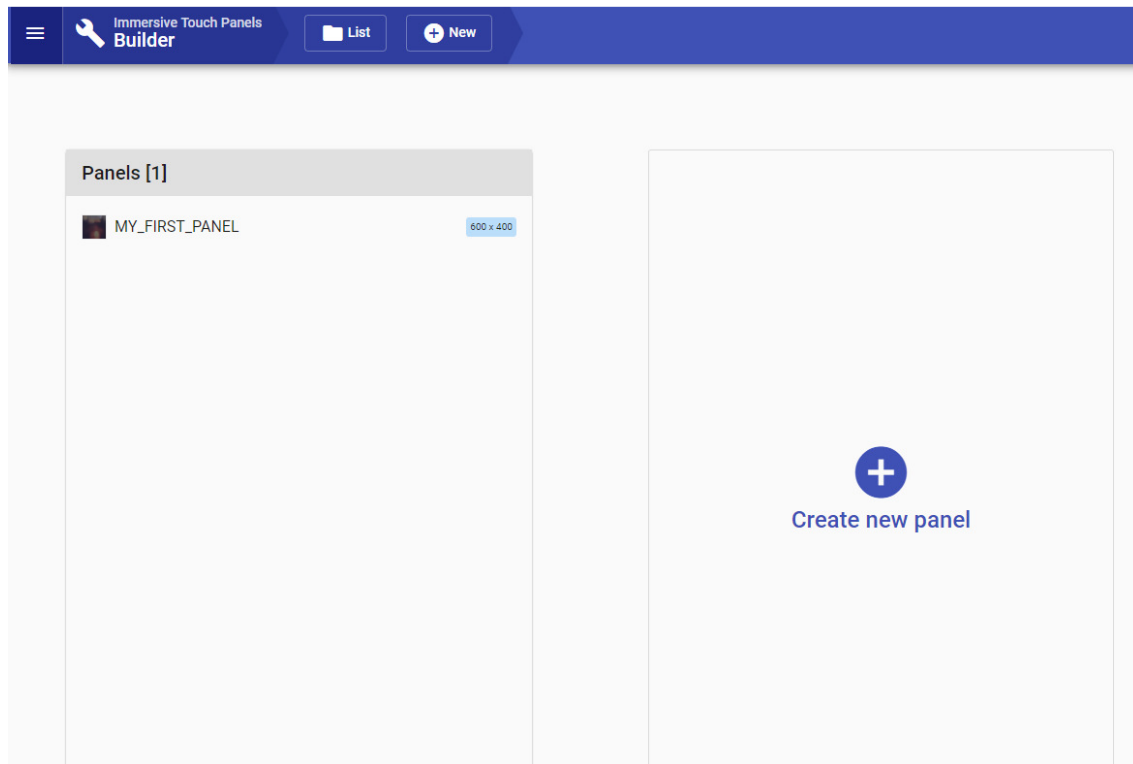 Immersive Touch Panels
Builder
List
New
Panels [1]
MY_FIRST_PANEL
600 x 400
Create new panel